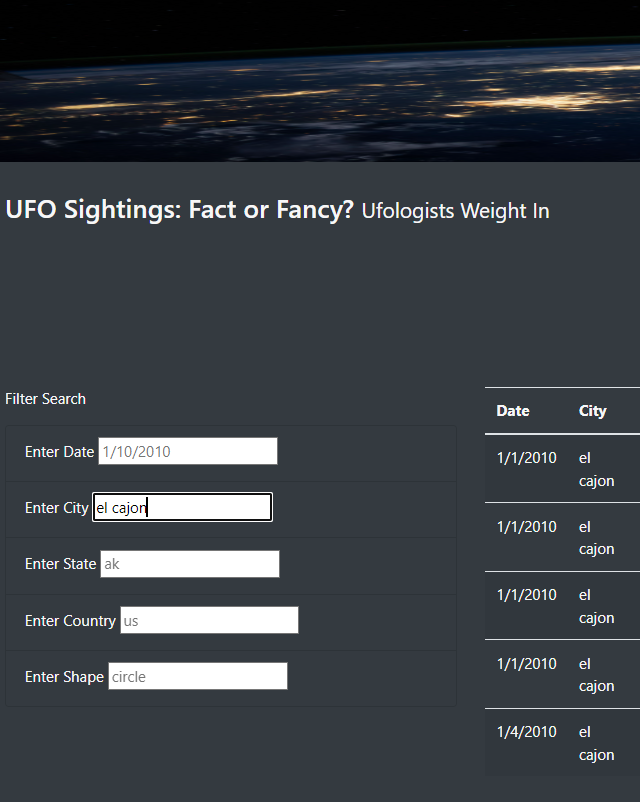 UFO Sightings: Fact or Fancy? Ufologists Weight In
Filter Search
Enter Date 1/10/2010
Enter City el cajon
Enter State ak
Enter Country us
Enter Shape circle
Date City
1/1/2010 el
cajon
1/1/2010 el
cajon
1/1/2010 el
cajon
1/1/2010 el
cajon
1/4/2010 el
cajon